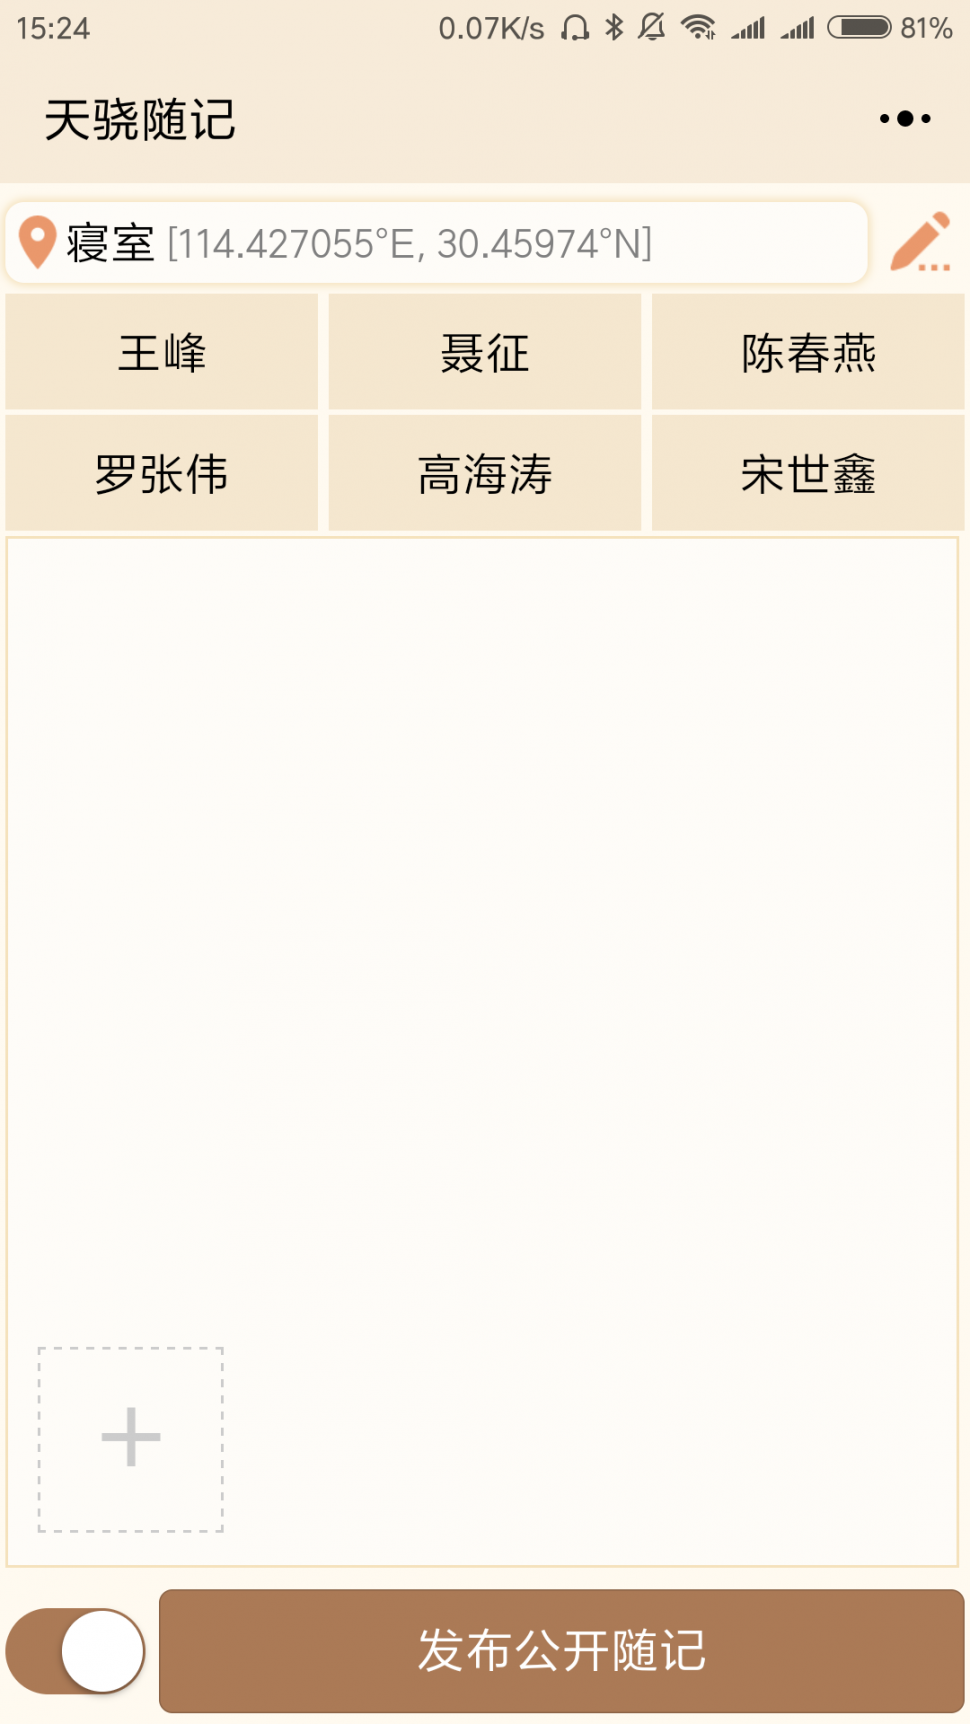 15:24 0.07K/s 81%
天骁随记
寝室 [114.427055°E, 30.45974°N]
王峰 聂征 陈春燕
罗张伟 高海涛 宋世鑫
发布公开随记